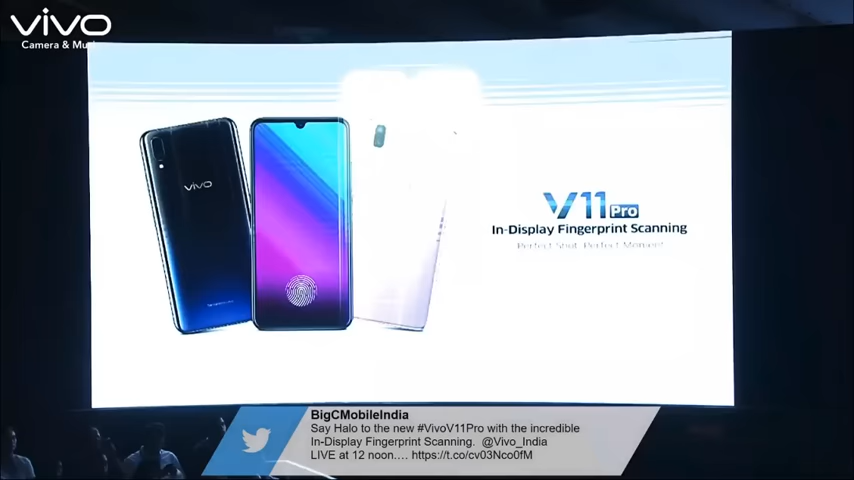 vivo
Camera & Music
vivo
V11 Pro
In-Display Fingerprint Scanning
Perfect Shot. Perfect Moment
BigCMobileIndia
Say Halo to the new #VivoV11Pro with the incredible
In-Display Fingerprint Scanning. @Vivo_India
LIVE at 12 noon.... https://t.co/cv03Nco0fM